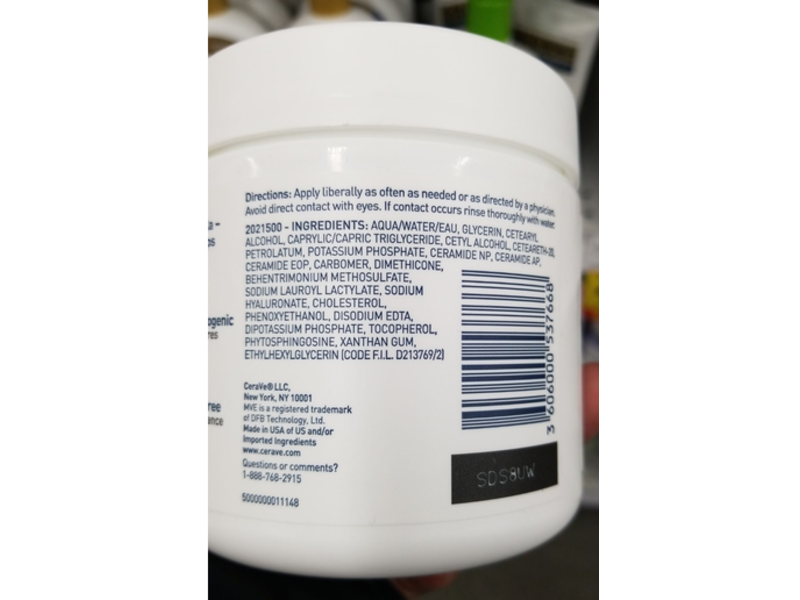 Directions: Apply liberally as often as needed or as directed by a physician.
Avoid direct contact with eyes. If contact occurs rinse thoroughly with water.
2021500 - INGREDIENTS: AQUA/WATER/EAU, GLYCERIN, CETEARYL
ALCOHOL, CAPRYLIC/CAPRIC TRIGLYCERIDE, CETYL ALCOHOL, CETEARETH-20,
PETROLATUM, POTASSIUM PHOSPHATE, CERAMIDE NP, CERAMIDE AP,
CERAMIDE EOP, CARBOMER, DIMETHICONE,
BEHENTRIMONIUM METHOSULFATE,
SODIUM LAUROYL LACTYLATE, SODIUM
HYALURONATE, CHOLESTEROL,
PHENOXYETHANOL, DISODIUM EDTA,
DIPOTASSIUM PHOSPHATE, TOCOPHEROL,
PHYTOSPHINGOSINE, XANTHAN GUM,
ETHYLHEXYLGLYCERIN (CODE F.I.L. D213769/2)
CeraVe® LLC,
New York, NY 10001
MVE is a registered trademark
of DFB Technology, Ltd.
Made in USA of US and/or
Imported Ingredients
www.cerave.com
Questions or comments?
1-888-768-2915
5000000011148
3 606000 537668
SDS8UW